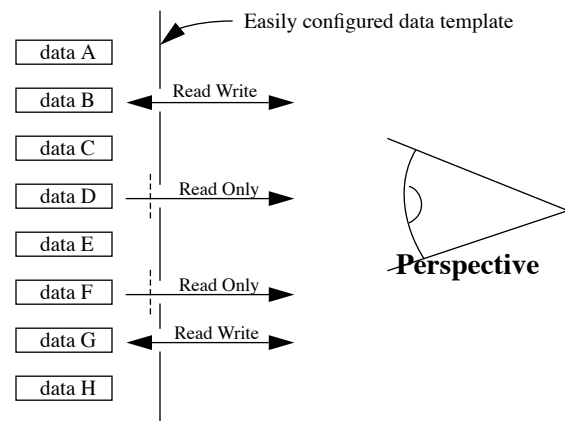 Easily configured data template
data A
data B
Read Write
data C
data D
Read Only
data E
Perspective
data F
Read Only
data G
Read Write
data H